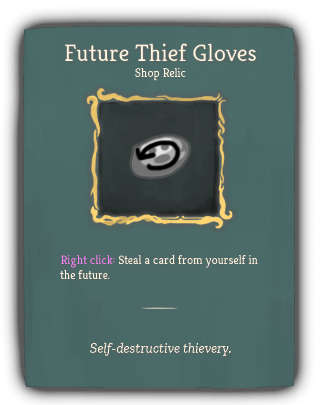 Future Thief Gloves
Shop Relic
Right click: Steal a card from yourself in
the future.
Self-destructive thievery.